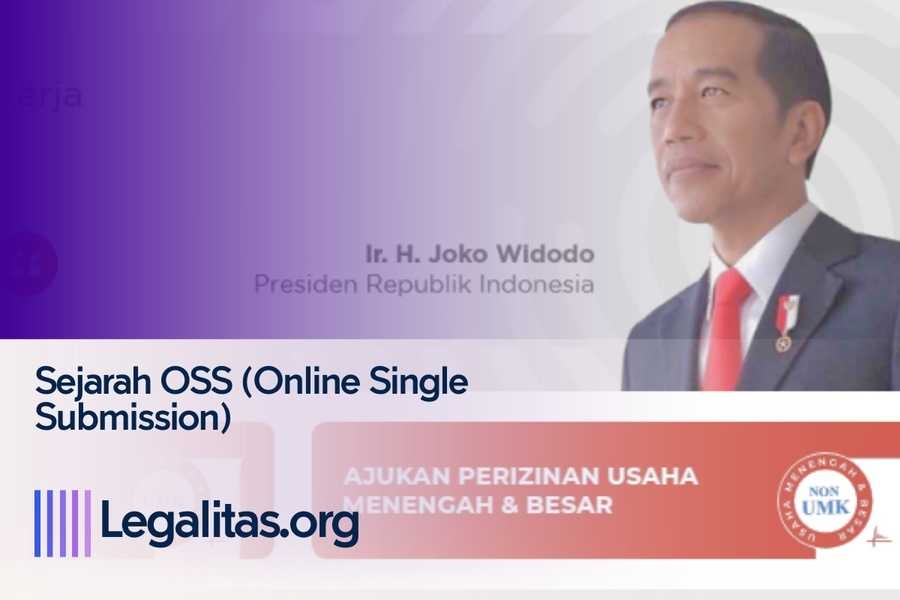 arja
Ir. H. Joko Widodo
Presiden Republik Indonesia
Sejarah OSS (Online Single
Submission)
AJUKAN PERIZINAN USAHA
MENENGAH & BESAR
USAHA MENENGAH & BESAR
NON
UMK
Legalitas.org